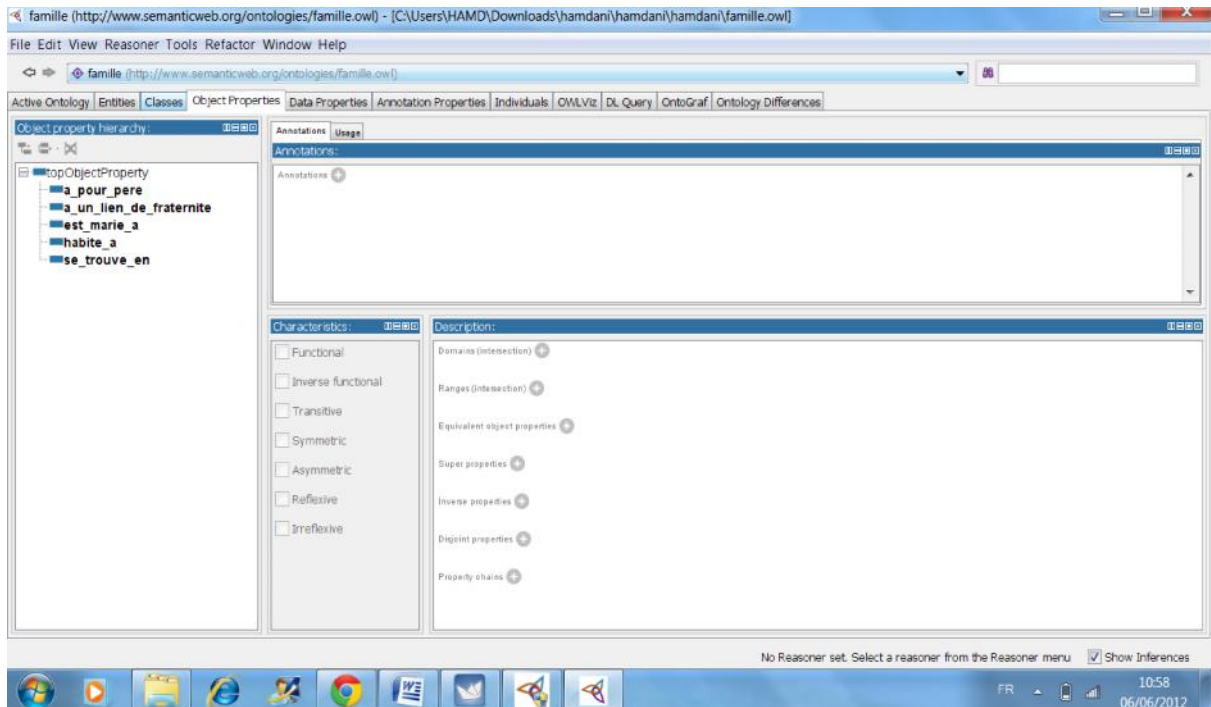 famille (http://www.semanticweb.org/ontologies/famille.owl) - [C:\Users\HAMD\Downloads\hamdani\hamdani\hamdani\famille.owl]
File Edit View Reasoner Tools Refactor Window Help
famille (http://www.semanticweb.org/ontologies/famille.owl)
Active Ontology Entities Classes Object Properties Data Properties Annotation Properties Individuals OWLViz DL Query OntoGraf Ontology Differences
Object property hierarchy:
topObjectProperty
a_pour_pere
a_un_lien_de_fraternite
est_marie_a
habite_a
se_trouve_en
Annotations Usage
Annotations:
Annotations
Characteristics:
Functional
Inverse functional
Transitive
Symmetric
Asymmetric
Reflexive
Irreflexive
Description:
Domains (intersection)
Ranges (intersection)
Equivalent object properties
Super properties
Inverse properties
Disjoint properties
Property chains
No Reasoner set. Select a reasoner from the Reasoner menu Show Inferences
FR
10:58
06/06/2012